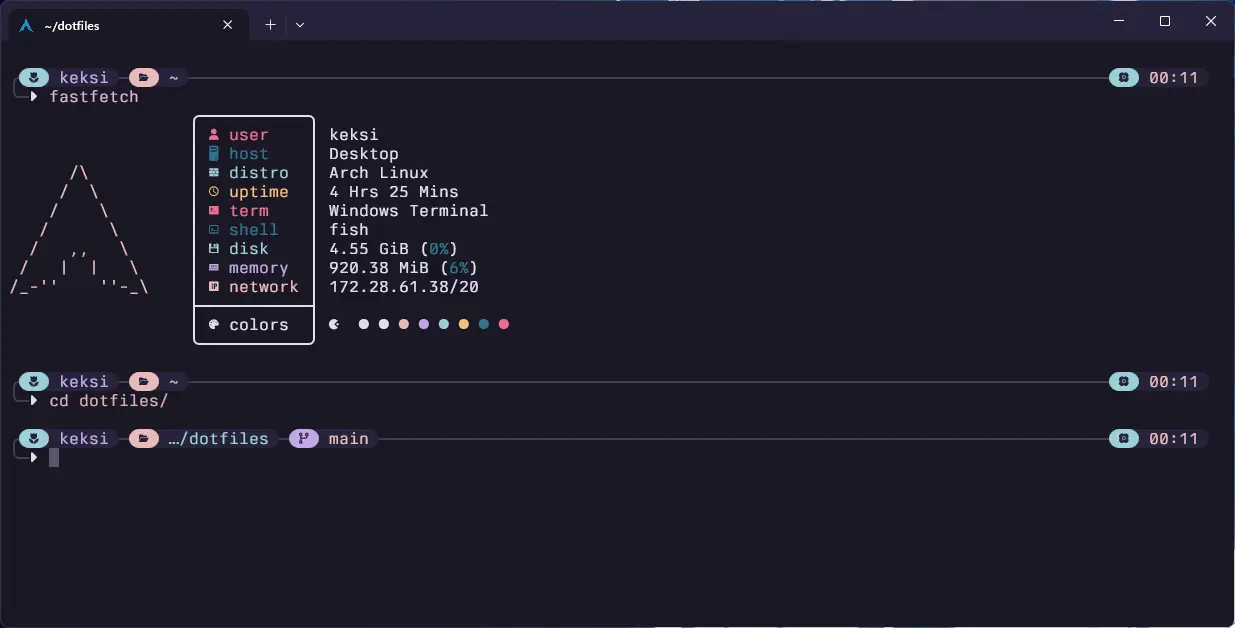 ~/dotfiles
keksi ~ 00:11
fastfetch
user keksi
host Desktop
distro Arch Linux
uptime 4 Hrs 25 Mins
term Windows Terminal
shell fish
disk 4.55 GiB (0%)
memory 920.38 MiB (6%)
network 172.28.61.38/20
colors
keksi ~ 00:11
cd dotfiles/
keksi …/dotfiles main 00:11